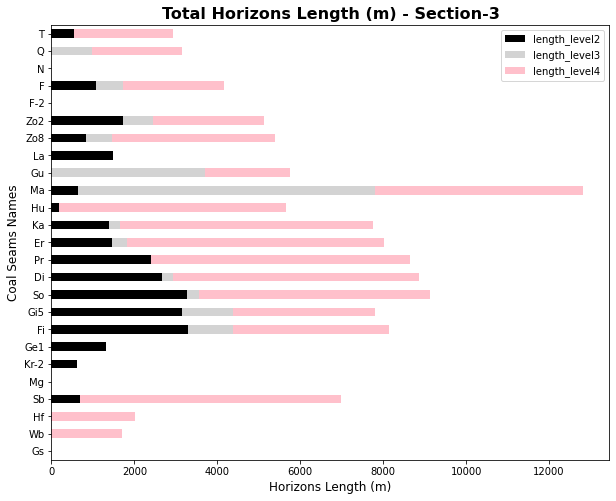 Total Horizons Length (m) - Section-3
length_level2
length_level3
length_level4
Coal Seams Names
T
Q
N
F
F-2
Zo2
Zo8
La
Gu
Ma
Hu
Ka
Er
Pr
Di
So
Gi5
Fi
Ge1
Kr-2
Mg
Sb
Hf
Wb
Gs
0 2000 4000 6000 8000 10000 12000
Horizons Length (m)